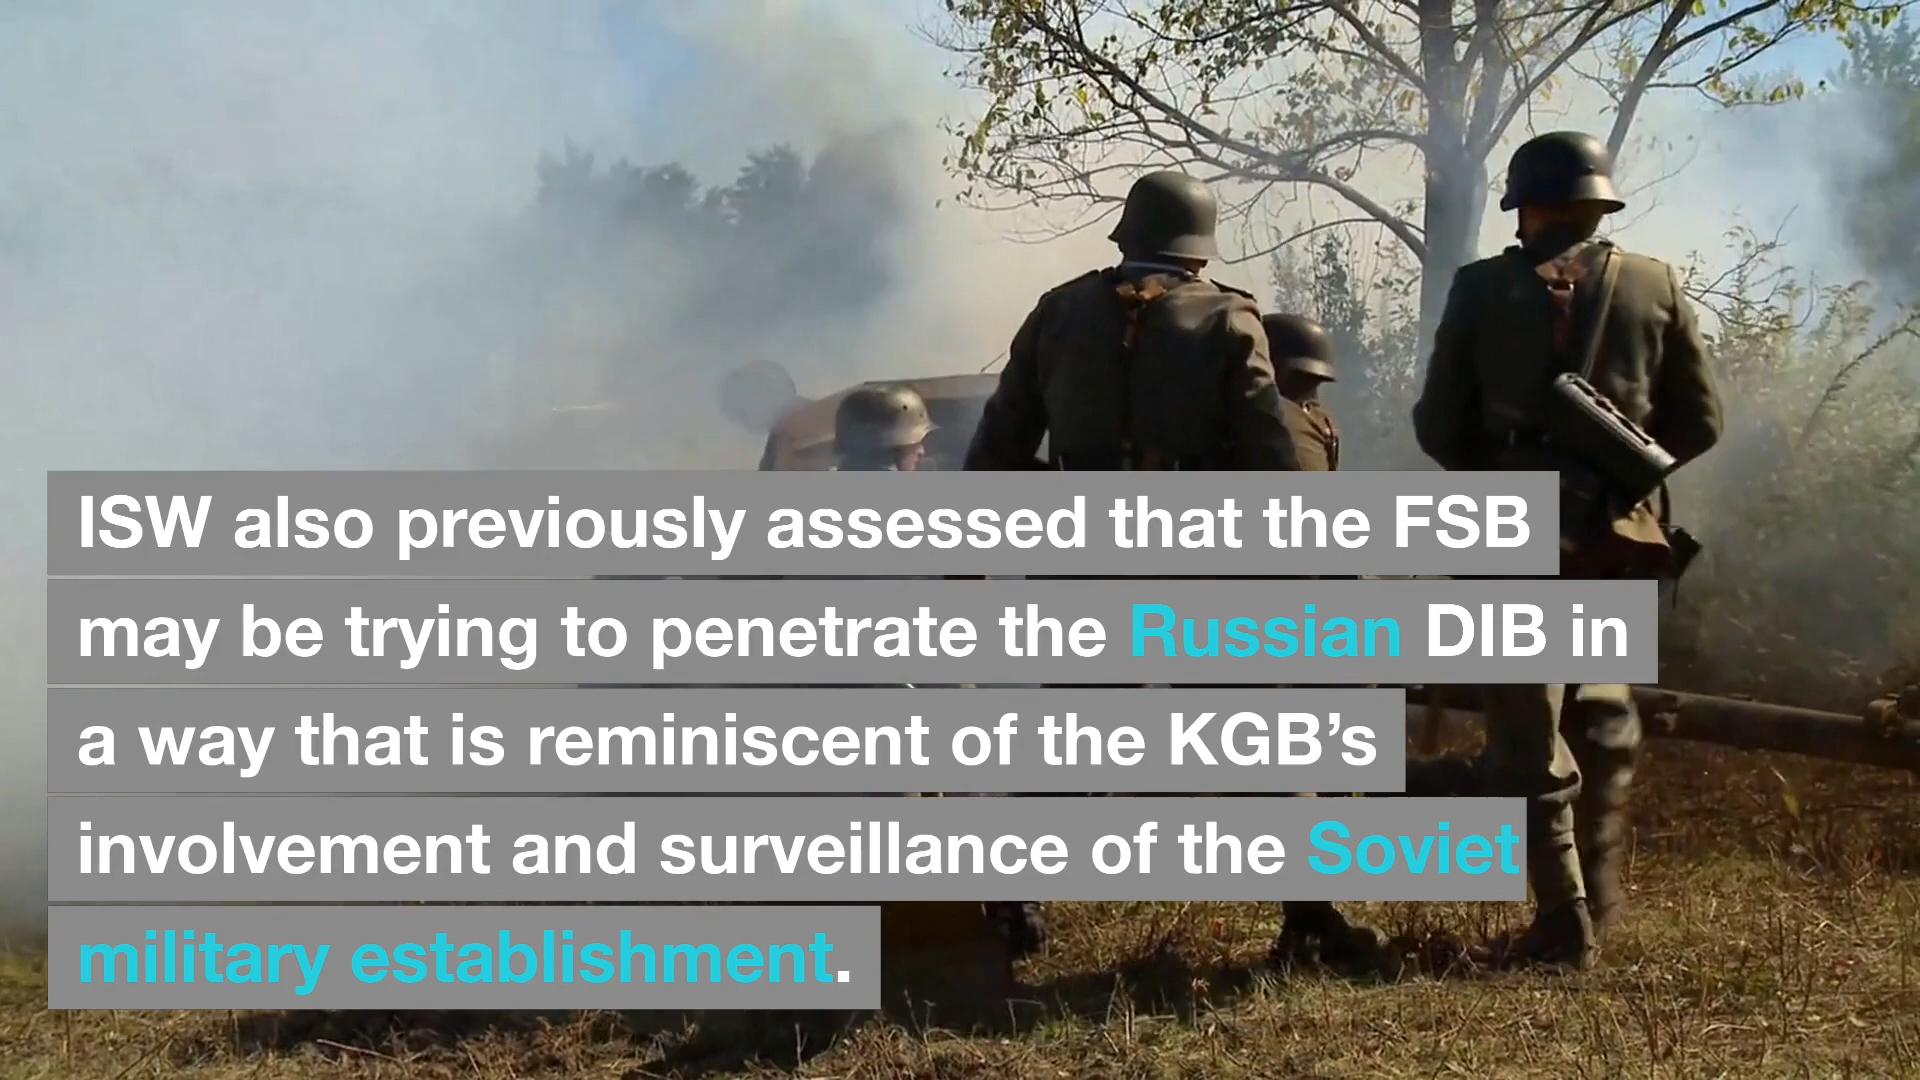 ISW also previously assessed that the FSB
may be trying to penetrate the Russian DIB in
a way that is reminiscent of the KGB’s
involvement and surveillance of the Soviet
military establishment.